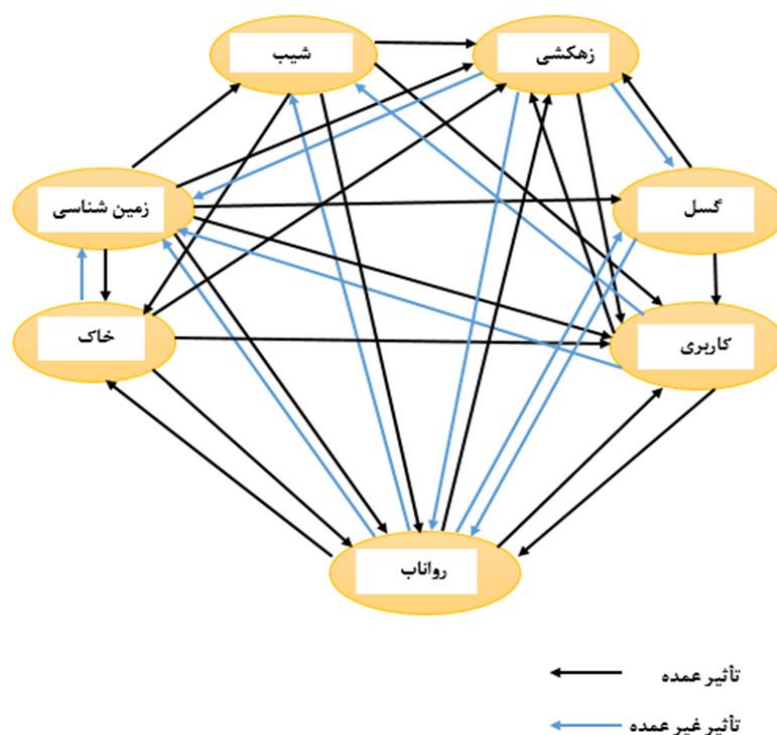 زهکشی
شیب
گسل
زمین شناسی
کاربری
خاک
رواناب
تأثیر عمده
تأثیر غیر عمده